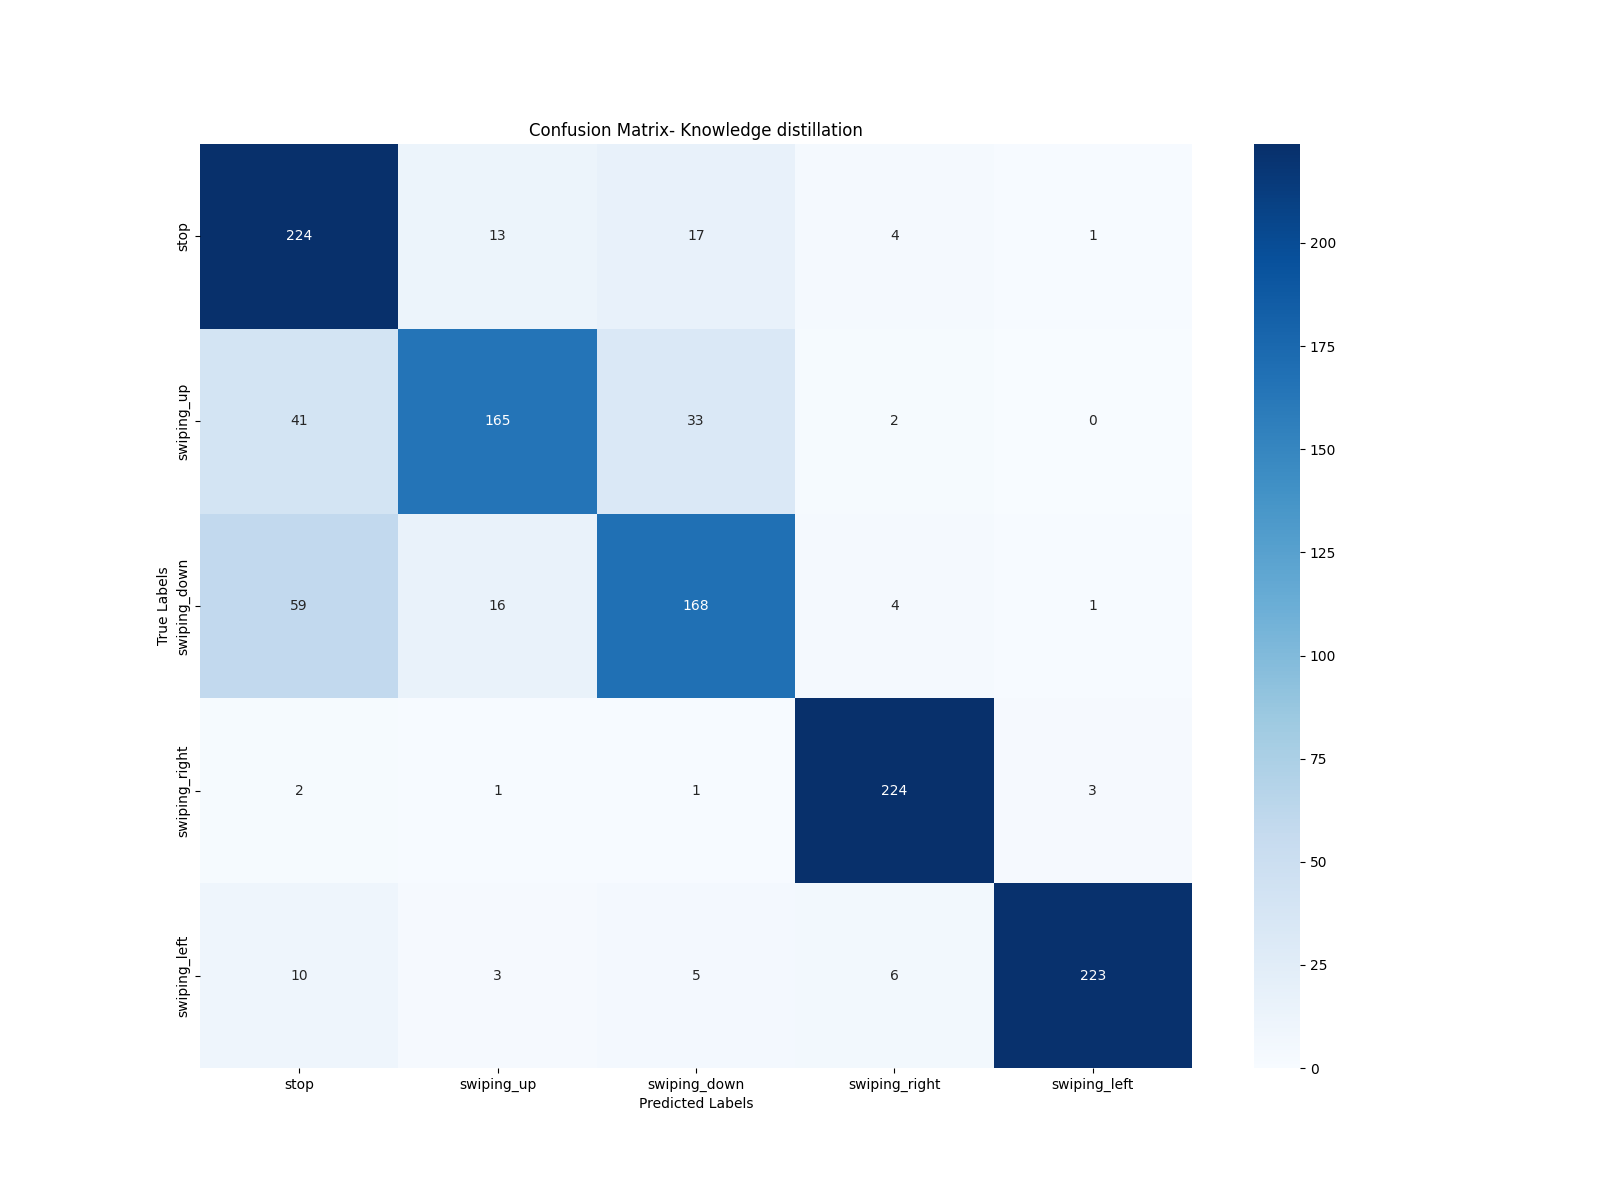 Confusion Matrix- Knowledge distillation
True Labels
stop
224 13 17 4 1
swiping_up
41 165 33 2 0
swiping_down
59 16 168 4 1
swiping_right
2 1 1 224 3
swiping_left
10 3 5 6 223
stop swiping_up swiping_down swiping_right swiping_left
Predicted Labels
200
175
150
125
100
75
50
25
0